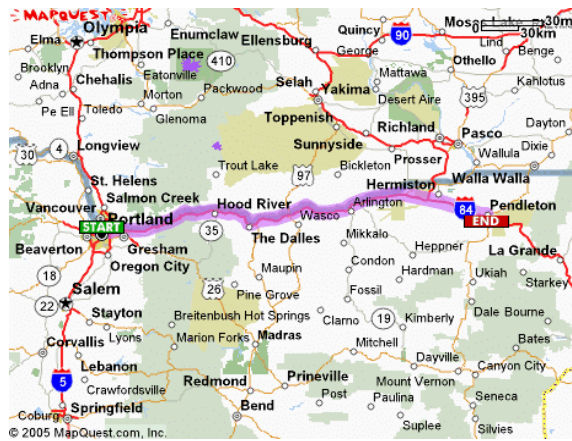 MAPQUEST
Olympia
Enumclaw
Ellensburg
Quincy
Moses Lake
30mi
30km
Elma
Thompson Place
410
George
90
Lind
Benge
Brooklyn
Eatonville
Mattawa
Othello
Adna
Chehalis
Selah
Kahlotus
Morton
Packwood
Yakima
Desert Aire
395
Pe Ell
Toledo
Glenoma
Toppenish
Richland
Pasco
Dayton
4
Longview
Sunnyside
Prosser
Wallula
Dixie
30
Trout Lake
97
Bickleton
Walla Walla
St. Helens
Hermiston
Vancouver
Salmon Creek
Hood River
Arlington
84
Pendleton
START
Portland
35
Wasco
END
Beaverton
Gresham
The Dalles
Mikkalo
Heppner
La Grande
Oregon City
18
Maupin
Condon
Hardman
Ukiah
Starkey
Salem
26
Pine Grove
Fossil
22
Stayton
Breitenbush Hot Springs
Clarno
19
Kimberly
Dale
Bourne
Lyons
Marion Forks
Madras
Mitchell
Bates
Corvallis
Dayville
Canyon City
Lebanon
Redmond
Prineville
Mount Vernon
5
Crawfordsville
Post
Paulina
Seneca
Coburg
Springfield
Bend
Suplee
Silvies
© 2005 MapQuest.com, Inc.